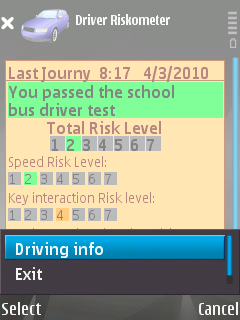 Driver Riskometer
Last Journy 8:17 4/3/2010
You passed the school
bus driver test
Total Risk Level
1 2 3 4 5 6 7
Speed Risk Level:
1 2 3 4 5 6 7
Key interaction Risk level:
1 2 3 4 5 6 7
Driving info
Exit
Select Cancel